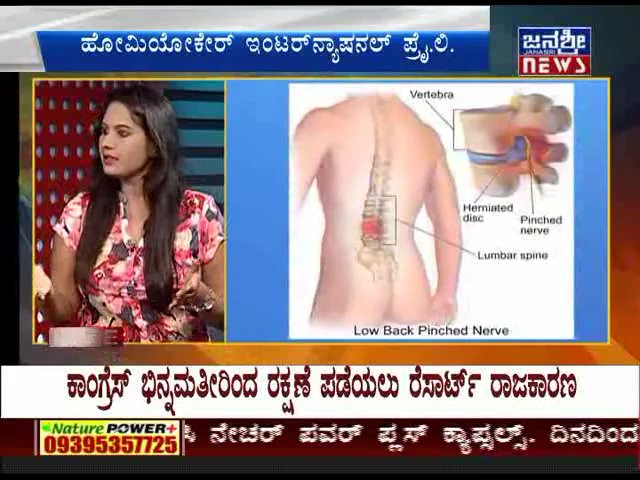 ಹೋಮಿಯೋಕೇರ್ ಇಂಟರ್‌ನ್ಯಾಷನಲ್ ಪ್ರೈ.ಲಿ.
ಜನಶ್ರೀ
JANASRI
NEWS
Vertebra
Herniated
disc
Pinched
nerve
Lumbar spine
Low Back Pinched Nerve
ಕಾಂಗ್ರೆಸ್ ಭಿನ್ನಮತೀರಿಂದ ರಕ್ಷಣೆ ಪಡೆಯಲು ರೆಸಾರ್ಟ್ ರಾಜಕಾರಣ
Nature POWER+
09395357725
ಸಿ ನೇಚರ್ ಪವರ್ ಪ್ಲಸ್ ಕ್ಯಾಪ್ಸಲ್ಸ್. ದಿನದಿಂದ